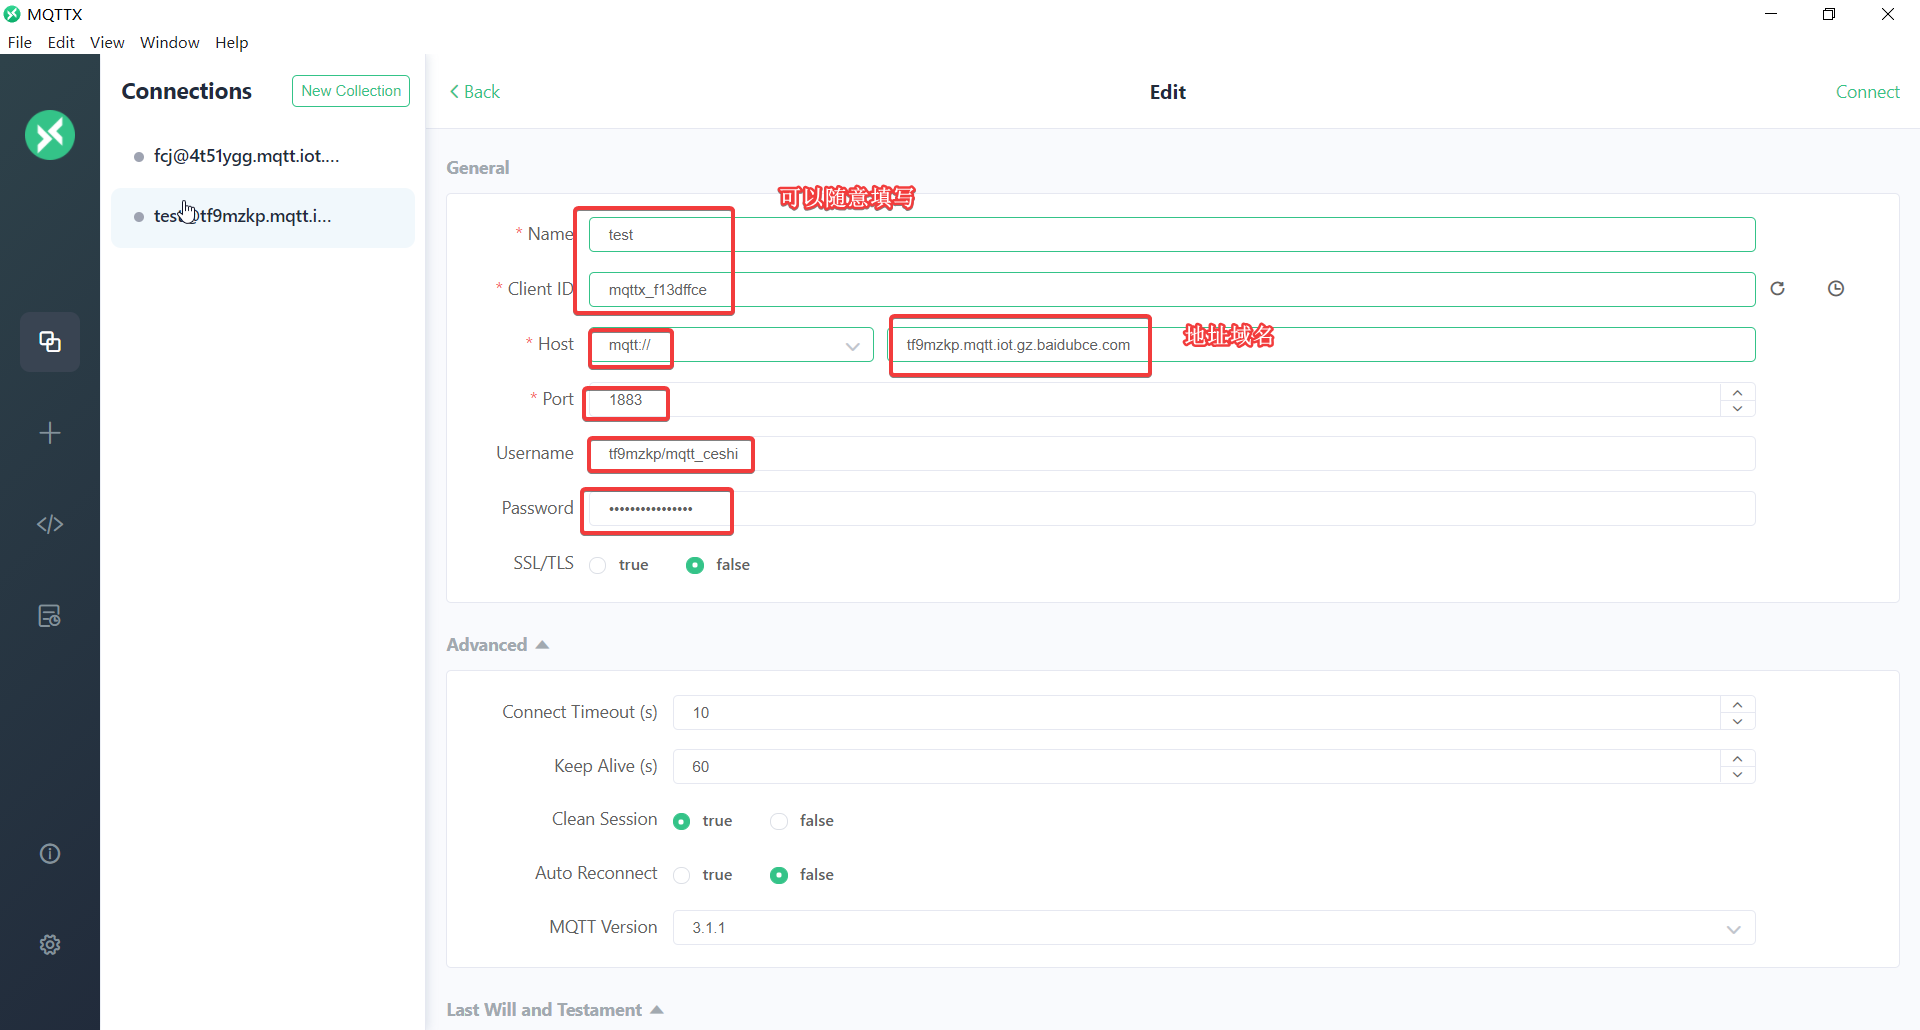 MQTTX
File Edit View Window Help
Connections
New Collection
fcj@4t51ygg.mqtt.iot....
test@tf9mzkp.mqtt.i...
Back
Edit
Connect
General
可以随意填写
* Name test
* Client ID mqttx_f13dffce
* Host mqtt:// tf9mzkp.mqtt.iot.gz.baidubce.com 地址域名
* Port 1883
Username tf9mzkp/mqtt_ceshi
Password ••••••••••••••••
SSL/TLS true false
Advanced
Connect Timeout (s) 10
Keep Alive (s) 60
Clean Session true false
Auto Reconnect true false
MQTT Version 3.1.1
Last Will and Testament